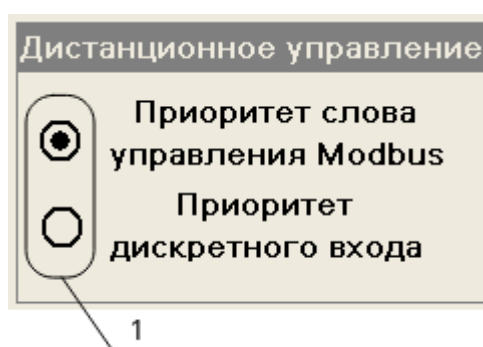 Дистанционное управление
Приоритет слова
управления Modbus
Приоритет
дискретного входа
1